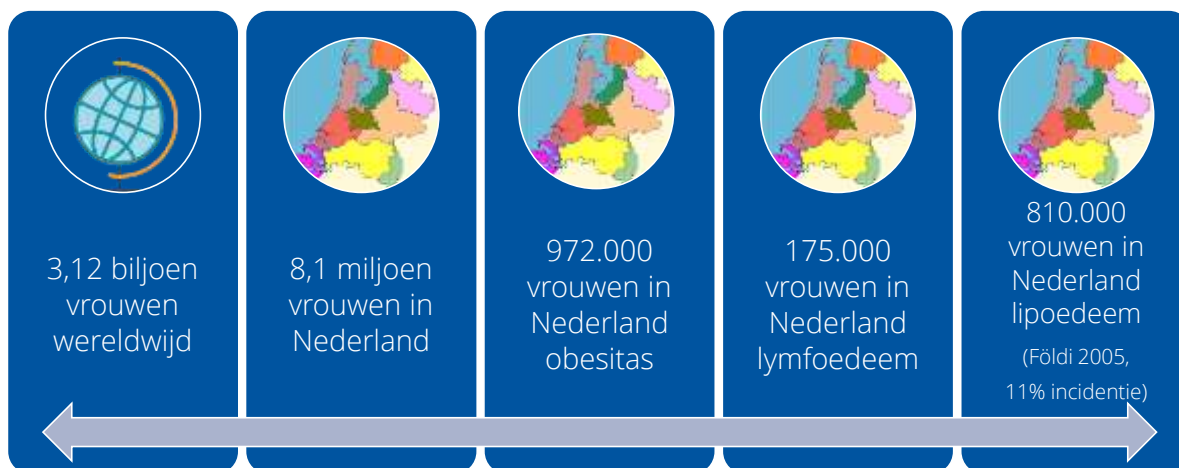 3,12 biljoen
vrouwen
wereldwijd
8,1 miljoen
vrouwen in
Nederland
972.000
vrouwen in
Nederland
obesitas
175.000
vrouwen in
Nederland
lymfoedeem
810.000
vrouwen in
Nederland
lipoedeem
(Földi 2005,
11% incidentie)